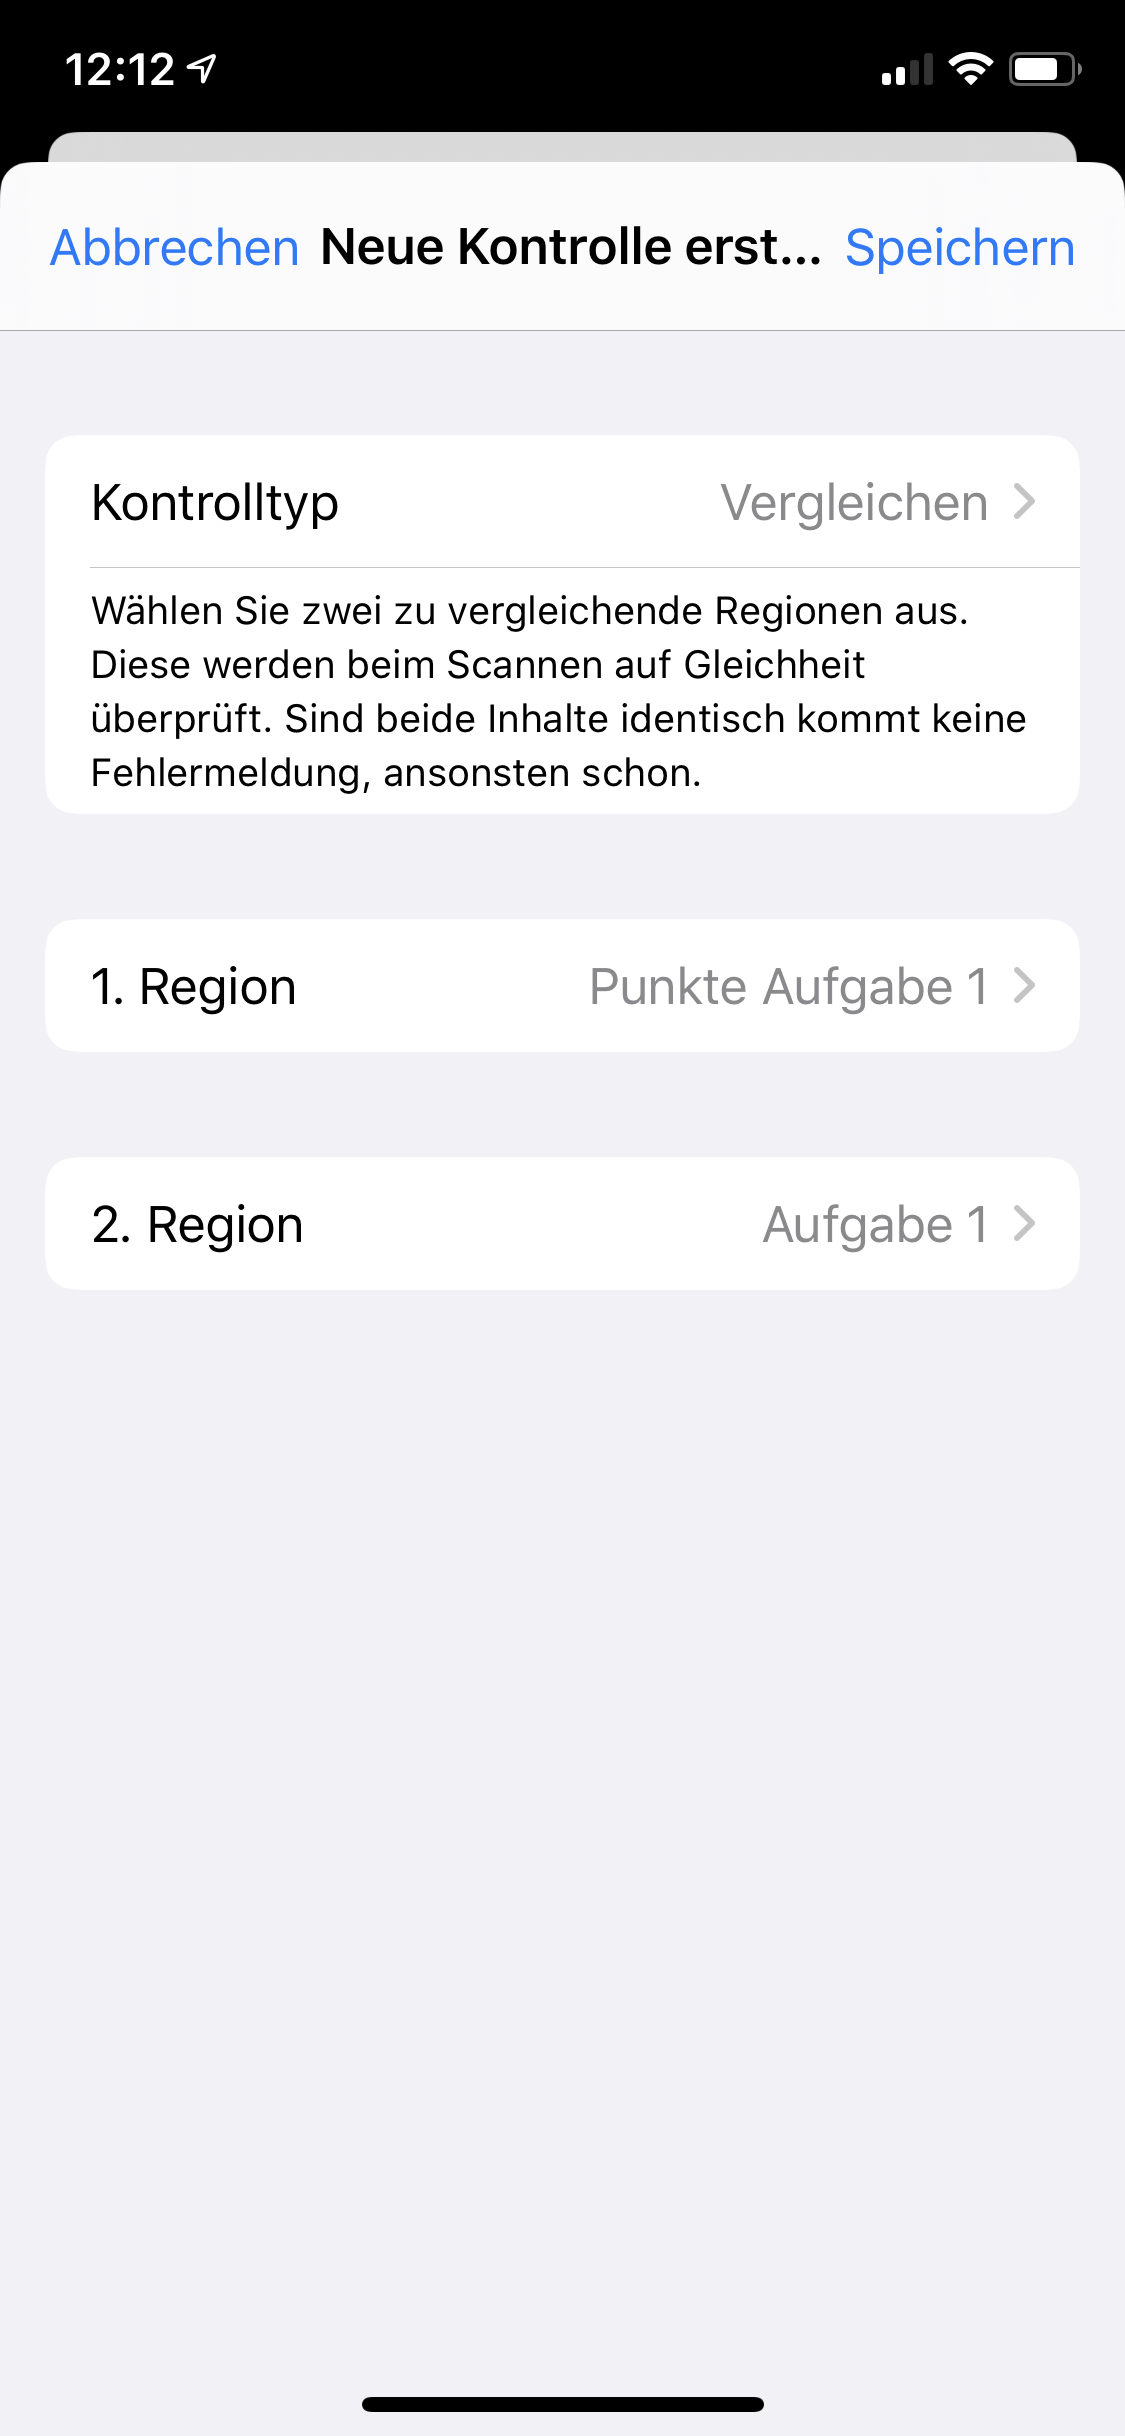 12:12
Abbrechen Neue Kontrolle erst... Speichern
Kontrolltyp Vergleichen
Wählen Sie zwei zu vergleichende Regionen aus.
Diese werden beim Scannen auf Gleichheit
überprüft. Sind beide Inhalte identisch kommt keine
Fehlermeldung, ansonsten schon.
1. Region Punkte Aufgabe 1
2. Region Aufgabe 1